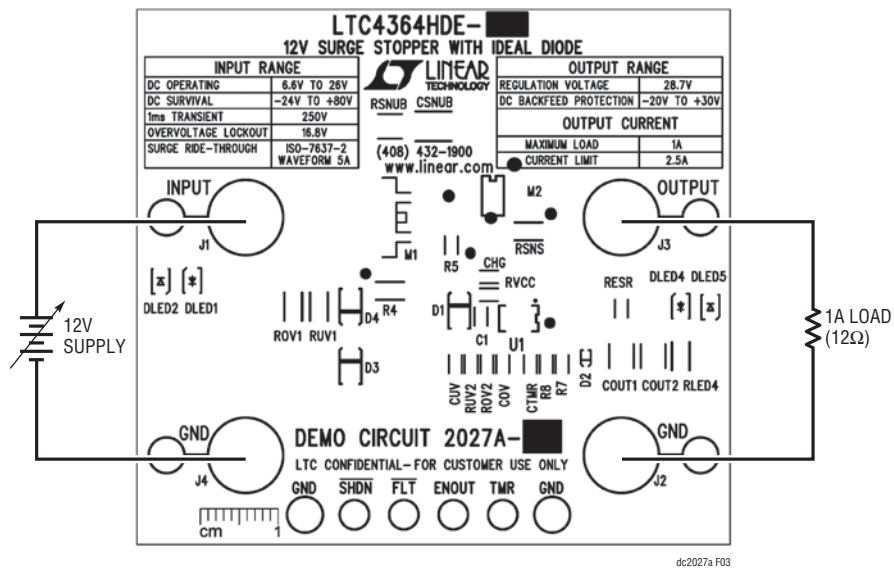 LTC4364HDE-
12V SURGE STOPPER WITH IDEAL DIODE
INPUT RANGE
DC OPERATING 6.6V TO 26V
DC SURVIVAL -24V TO +80V
1ms TRANSIENT 250V
OVERVOLTAGE LOCKOUT 16.8V
SURGE RIDE-THROUGH ISO-7637-2
WAVEFORM 5A
LINEAR
TECHNOLOGY
RSNUB CSNUB
(408) 432-1900
www.linear.com
OUTPUT RANGE
REGULATION VOLTAGE 28.7V
DC BACKFEED PROTECTION -20V TO +30V
OUTPUT CURRENT
MAXIMUM LOAD 1A
CURRENT LIMIT 2.5A
INPUT
J1
M2
OUTPUT
J3
M1
R5
RSNS
CHG
RVCC
DLED2 DLED1
R4
ROV1 RUV1
D4
D3
D1
C1
U1
RESR
DLED4 DLED5
12V
SUPPLY
1A LOAD
(12Ω)
CUV
RUV2
ROV2
COV
CTMR
R8
R7
D2
COUT1 COUT2 RLED4
GND
J4
DEMO CIRCUIT 2027A-
GND
J2
LTC CONFIDENTIAL-FOR CUSTOMER USE ONLY
GND SHDN FLT ENOUT TMR GND
cm 1
dc2027a F03